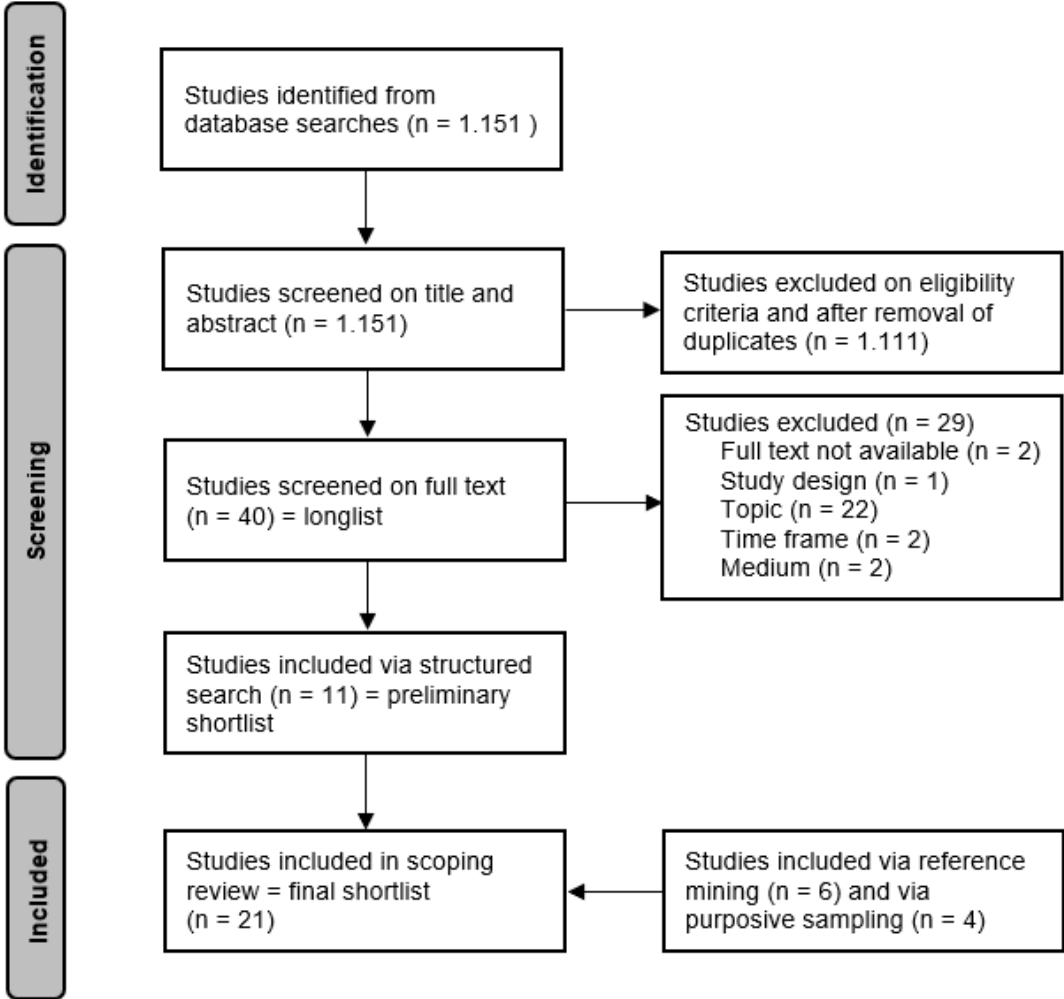 Identification
Studies identified from
database searches (n = 1.151 )
Screening
Studies screened on title and
abstract (n = 1.151)
Studies excluded on eligibility
criteria and after removal of
duplicates (n = 1.111)
Studies screened on full text
(n = 40) = longlist
Studies excluded (n = 29)
Full text not available (n = 2)
Study design (n = 1)
Topic (n = 22)
Time frame (n = 2)
Medium (n = 2)
Studies included via structured
search (n = 11) = preliminary
shortlist
Included
Studies included in scoping
review = final shortlist
(n = 21)
Studies included via reference
mining (n = 6) and via
purposive sampling (n = 4)